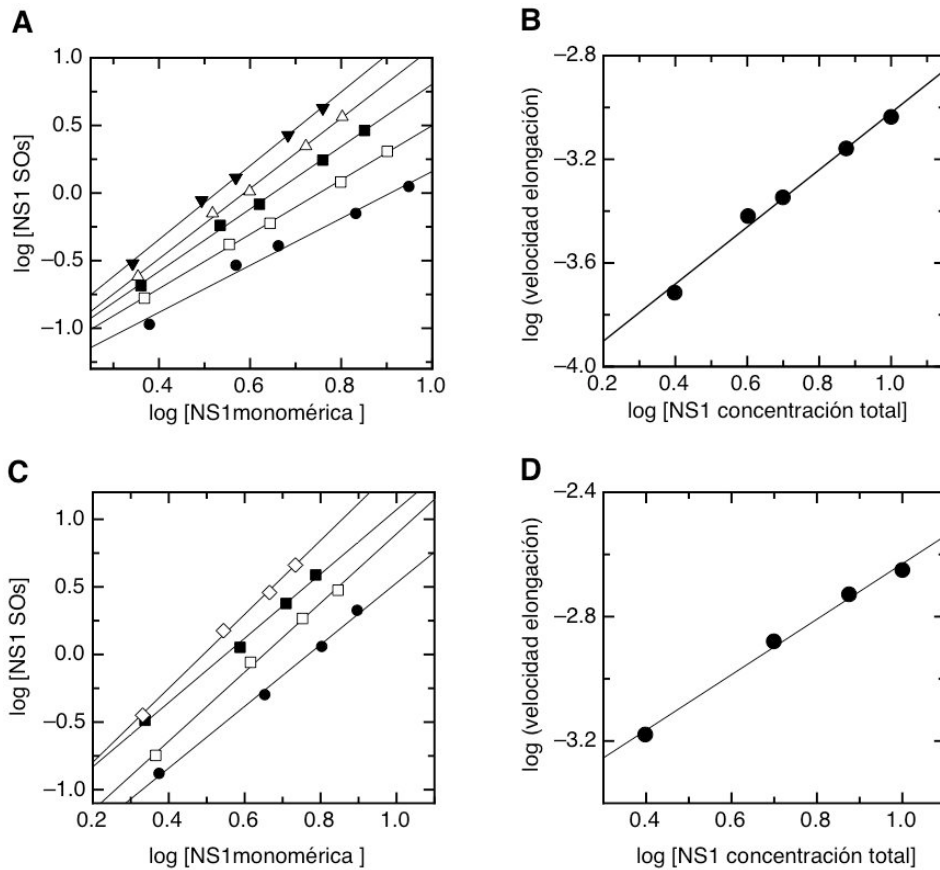 A
1.0
0.5
0.0
−0.5
−1.0
log [NS1 SOs]
0.4
0.6
0.8
1.0
log [NS1monomérica ]
B
−2.8
−3.2
−3.6
−4.0
log (velocidad elongación)
0.2
0.4
0.6
0.8
1.0
log [NS1 concentración total]
C
1.0
0.5
0.0
−0.5
−1.0
log [NS1 SOs]
0.2
0.4
0.6
0.8
1.0
log [NS1monomérica ]
D
−2.4
−2.8
−3.2
log (velocidad elongación)
0.4
0.6
0.8
1.0
log [NS1 concentración total]